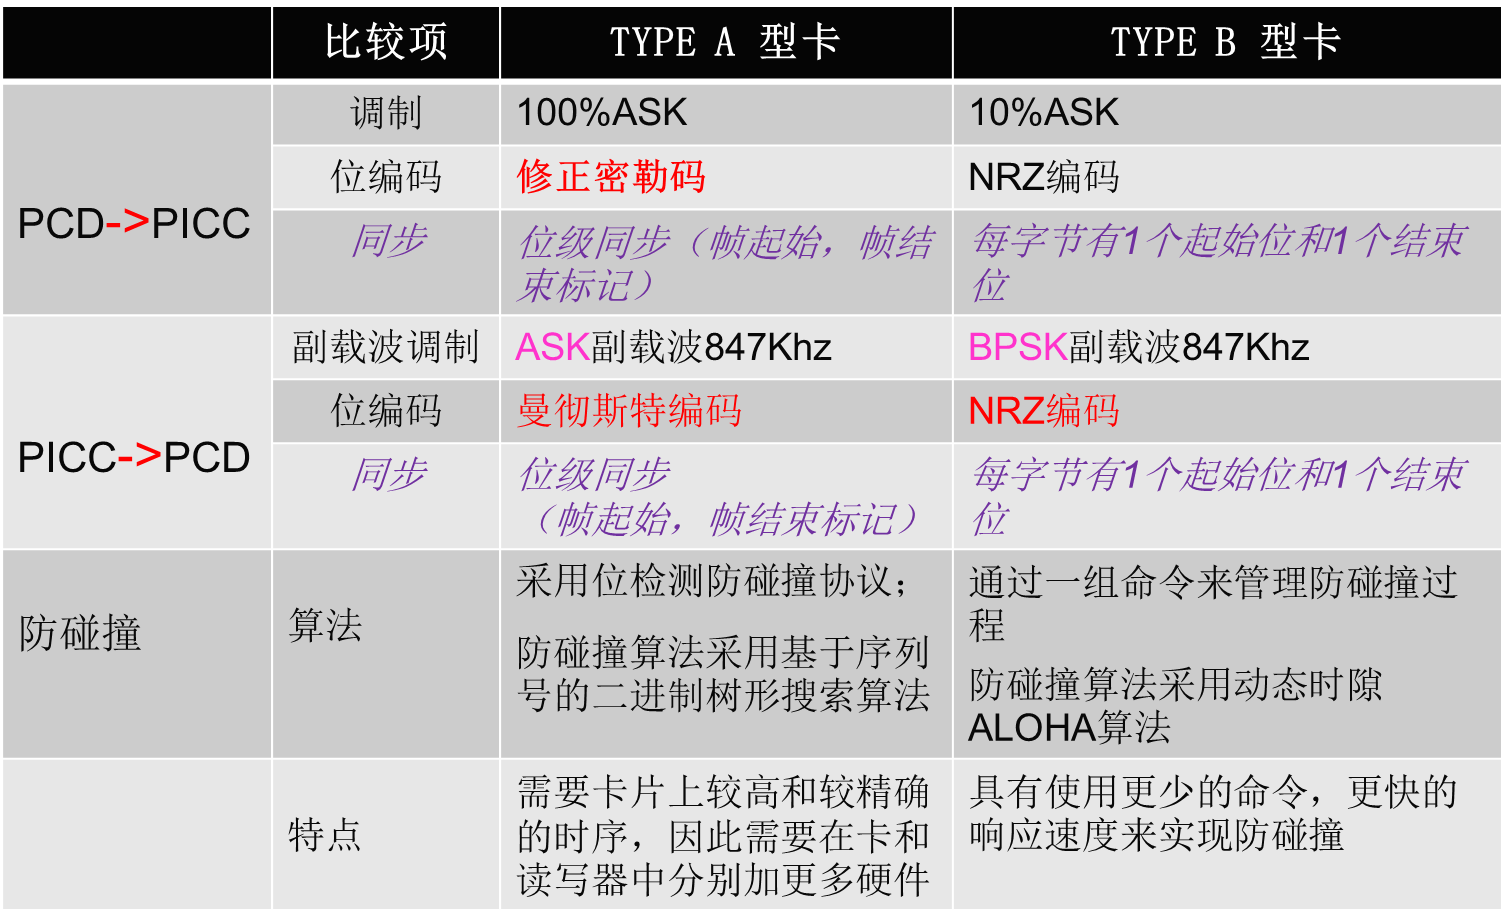 比较项 TYPE A 型卡 TYPE B 型卡
PCD->PICC
调制 100%ASK 10%ASK
位编码 修正密勒码 NRZ编码
同步 位级同步（帧起始，帧结
束标记） 每字节有1个起始位和1个结束
位
PICC->PCD
副载波调制 ASK副载波847Khz BPSK副载波847Khz
位编码 曼彻斯特编码 NRZ编码
同步 位级同步
（帧起始，帧结束标记） 每字节有1个起始位和1个结束
位
防碰撞
算法
采用位检测防碰撞协议；
防碰撞算法采用基于序列
号的二进制树形搜索算法
通过一组命令来管理防碰撞过
程
防碰撞算法采用动态时隙
ALOHA算法
特点
需要卡片上较高和较精确
的时序，因此需要在卡和
读写器中分别加更多硬件
具有使用更少的命令，更快的
响应速度来实现防碰撞